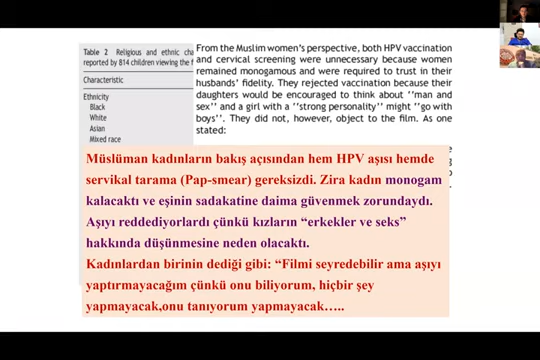 Table 2 Religious and ethnic cha
reported by 814 children viewing the f
Characteristic
Ethnicity
Black
White
Asian
Mixed race
From the Muslim women's perspective, both HPV vaccination
and cervical screening were unnecessary because women
remained monogamous and were required to trust in their
husbands' fidelity. They rejected vaccination because their
daughters would be encouraged to think about ''man and
sex'' and a girl with a ''strong personality'' might ''go with
boys''. They did not, however, object to the film. As one
stated:
Müslüman kadınların bakış açısından hem HPV aşısı hemde
servikal tarama (Pap-smear) gereksizdi. Zira kadın monogam
kalacaktı ve eşinin sadakatine daima güvenmek zorundaydı.
Aşıyı reddediyorlardı çünkü kızların “erkekler ve seks”
hakkında düşünmesine neden olacaktı.
Kadınlardan birinin dediği gibi: “Filmi seyredebilir ama aşıyı
yaptırmayacağım çünkü onu biliyorum, hiçbir şey
yapmayacak,onu tanıyorum yapmayacak…..